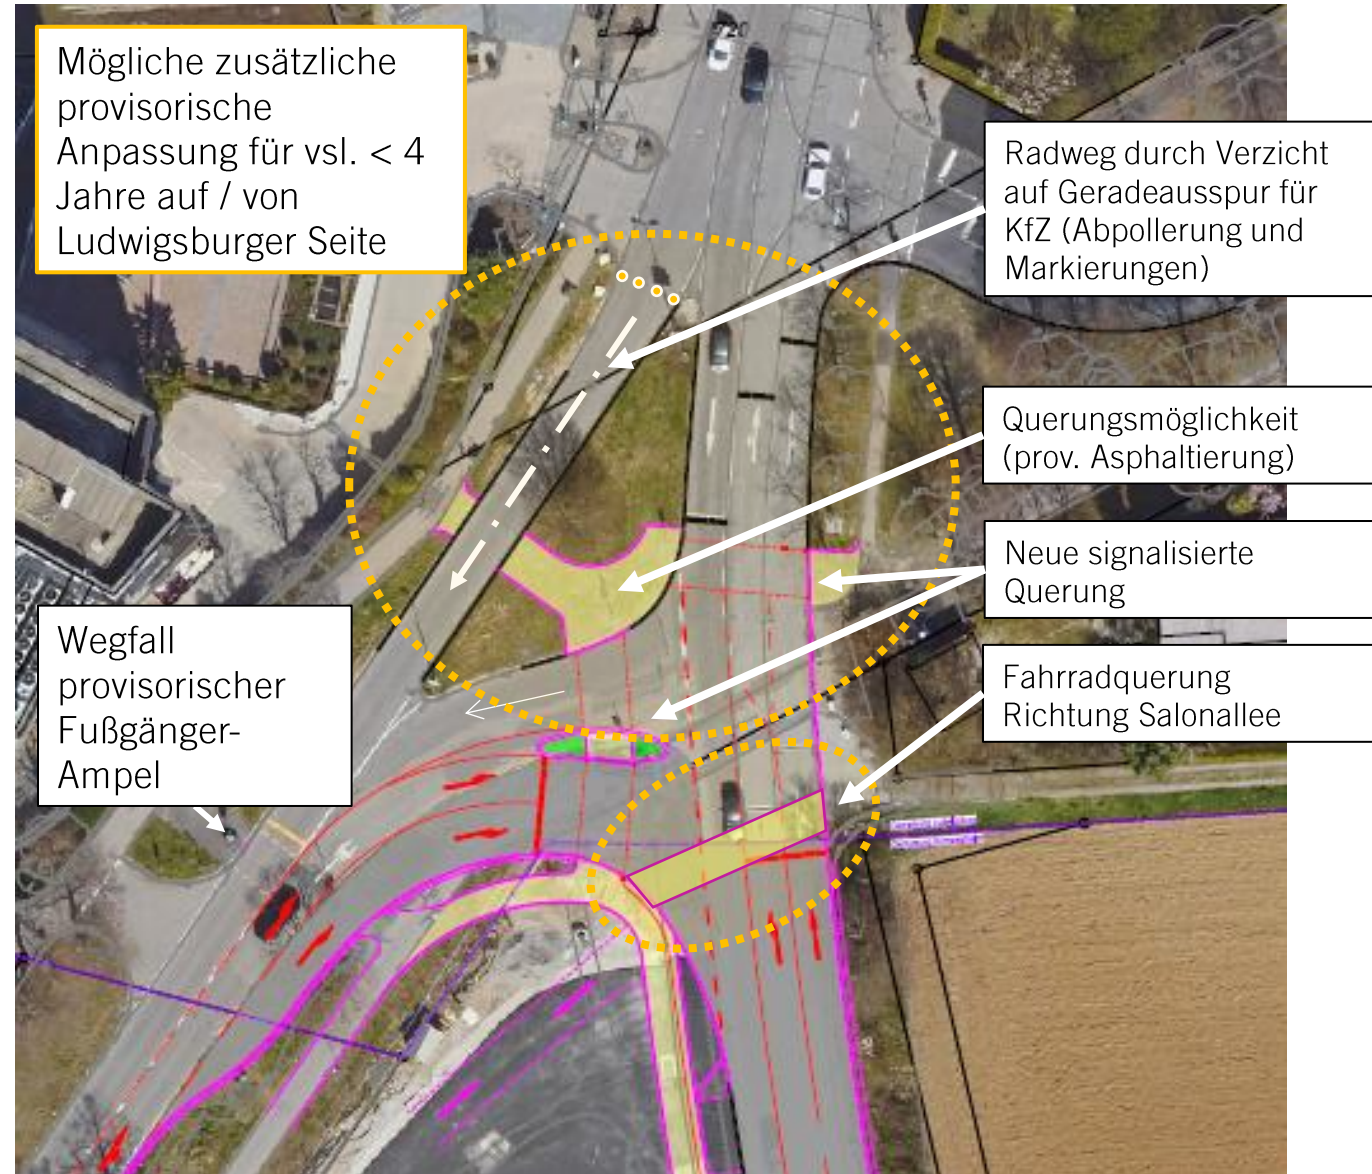 Mögliche zusätzliche
provisorische
Anpassung für vsl. < 4
Jahre auf / von
Ludwigsburger Seite
Radweg durch Verzicht
auf Geradeausspur für
KfZ (Abpollerung und
Markierungen)
Querungsmöglichkeit
(prov. Asphaltierung)
Neue signalisierte
Querung
Fahrradquerung
Richtung Salonallee
Wegfall
provisorischer
Fußgänger-
Ampel